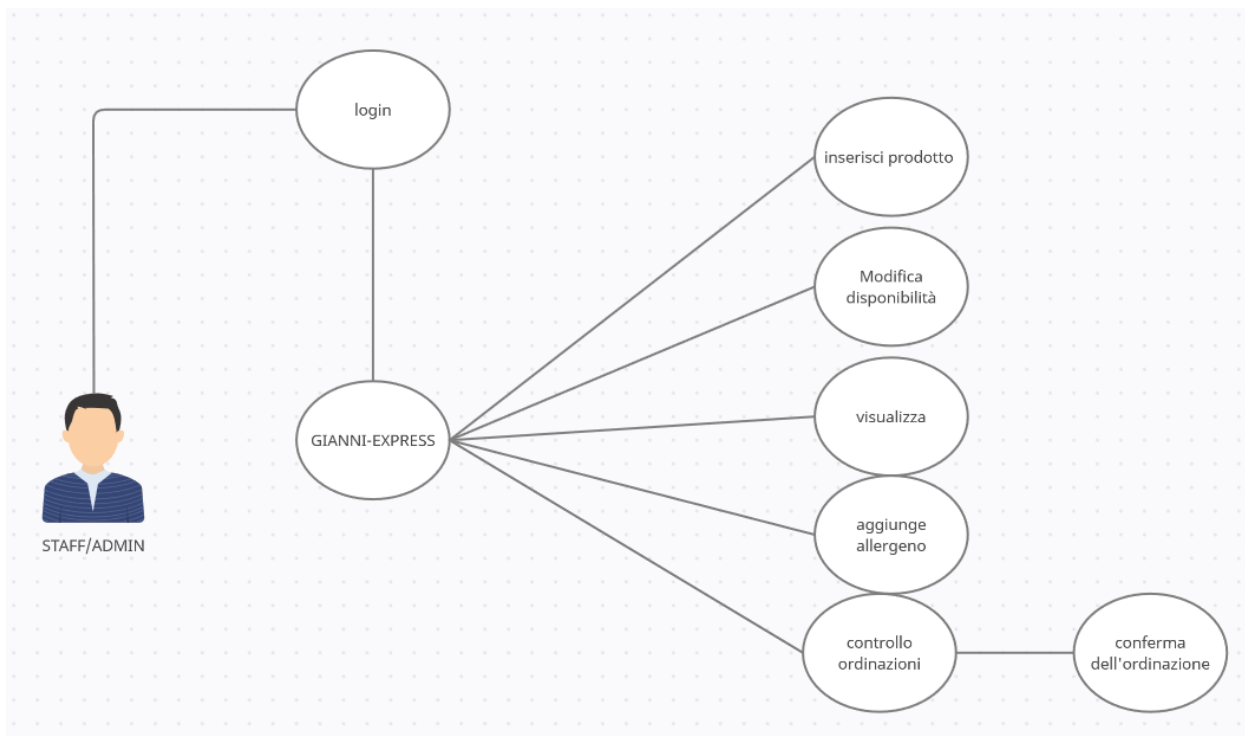 login
inserisci prodotto
Modifica
disponibilità
visualizza
GIANNI-EXPRESS
aggiunge
allergeno
STAFF/ADMIN
controllo
ordinazioni
conferma
dell'ordinazione